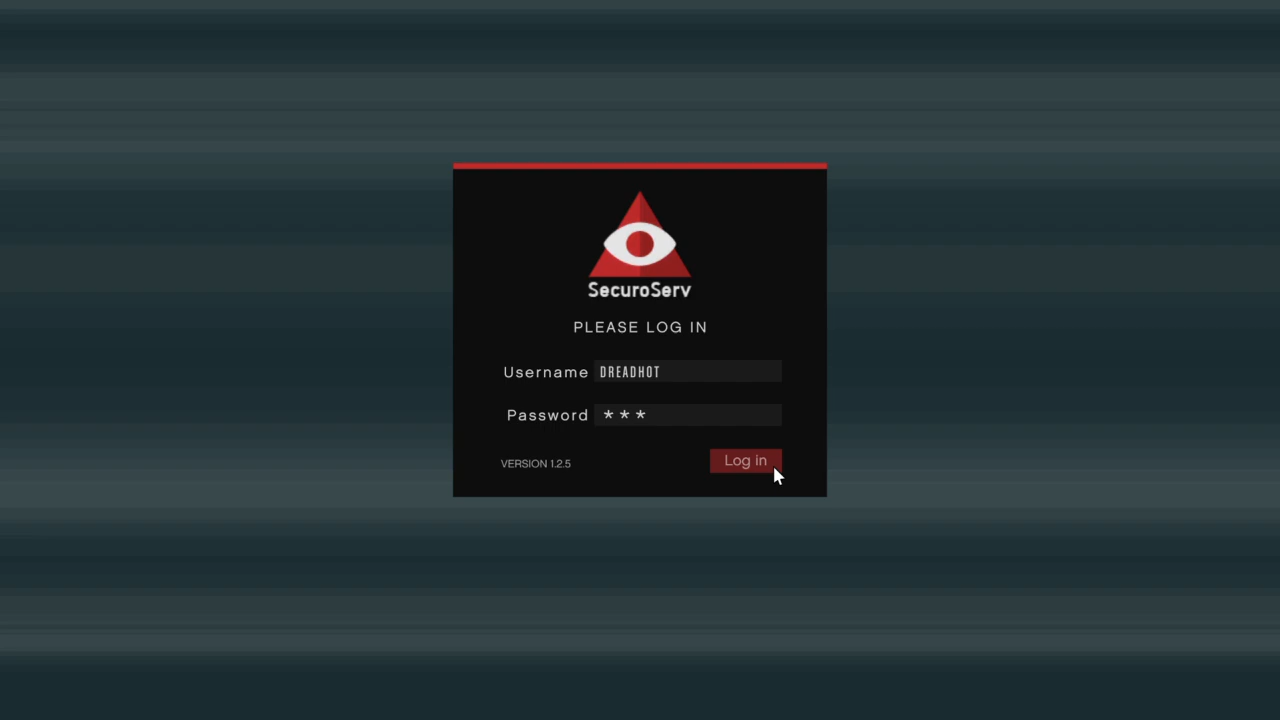 SecuroServ
PLEASE LOG IN
Username DREADHOT
Password ***
VERSION 1.2.5 Log in